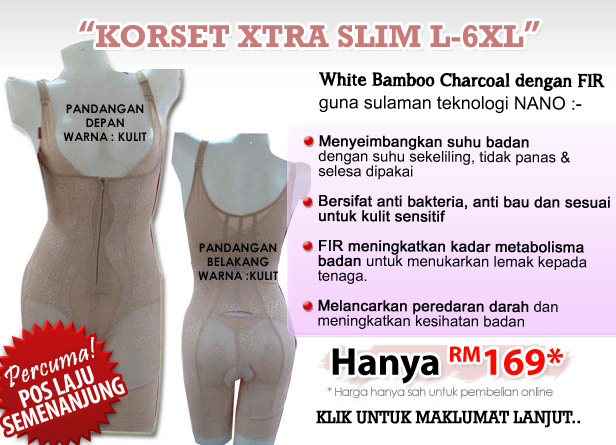 “KORSET XTRA SLIM L-6XL”
White Bamboo Charcoal dengan FIR
guna sulaman teknologi NANO :-
PANDANGAN
DEPAN
WARNA : KULIT
Menyeimbangkan suhu badan
dengan suhu sekeliling, tidak panas &
selesa dipakai
Bersifat anti bakteria, anti bau dan sesuai
untuk kulit sensitif
PANDANGAN
BELAKANG
WARNA :KULIT
FIR meningkatkan kadar metabolisma
badan untuk menukarkan lemak kepada
tenaga.
Melancarkan peredaran darah dan
meningkatkan kesihatan badan
Percuma!
POS LAJU
SEMENANJUNG
Hanya RM169*
* Harga hanya sah untuk pembelian online
KLIK UNTUK MAKLUMAT LANJUT..